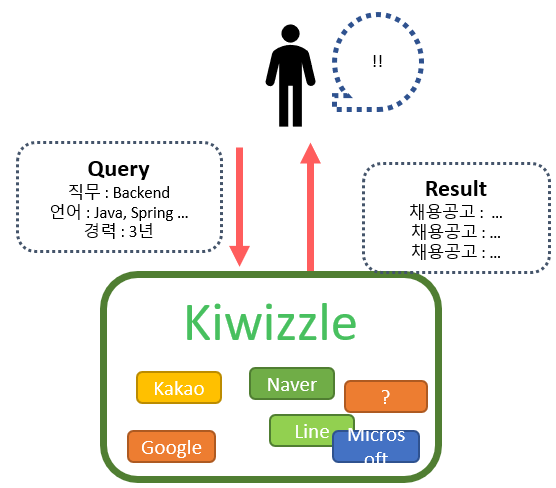 !!
Query
직무 : Backend
언어 : Java, Spring ...
경력 : 3년
Result
채용공고 : ...
채용공고 : ...
채용공고 : ...
Kiwizzle
Kakao
Naver
?
Google
Line
Micros
oft